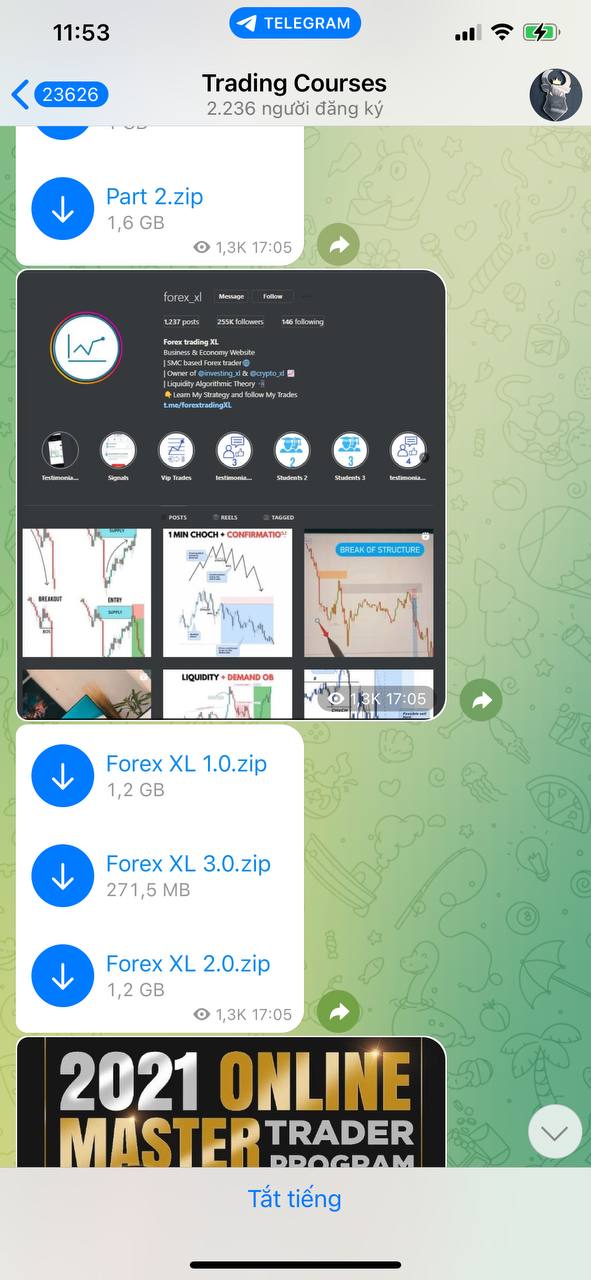 11:53
TELEGRAM
23626
Trading Courses
2.236 người đăng ký
Part 2.zip
1,6 GB
1,3K 17:05
forex_xl
Message
Follow
1,237 posts
255K followers
146 following
Forex trading XL
Business & Economy Website
| SMC based Forex trader
| Owner of @investing_xl & @crypto_xl
| Liquidity Algorithmic Theory
Learn My Strategy and follow My Trades
t.me/forextradingXL
Testimonia...
Signals
Vip Trades
testimonia...
Students 2
Students 3
testimonia...
POSTS
REELS
TAGGED
SUPPLY
BREAKOUT
ENTRY
SUPPLY
BOS
1 MIN CHOCH + CONFIRMATIO
BREAK OF STRUCTURE
LIQUIDITY + DEMAND OB
1,3K 17:05
Forex XL 1.0.zip
1,2 GB
Forex XL 3.0.zip
271,5 MB
Forex XL 2.0.zip
1,2 GB
1,3K 17:05
2021 ONLINE
MASTER TRADER
PROGRAM
Tắt tiếng